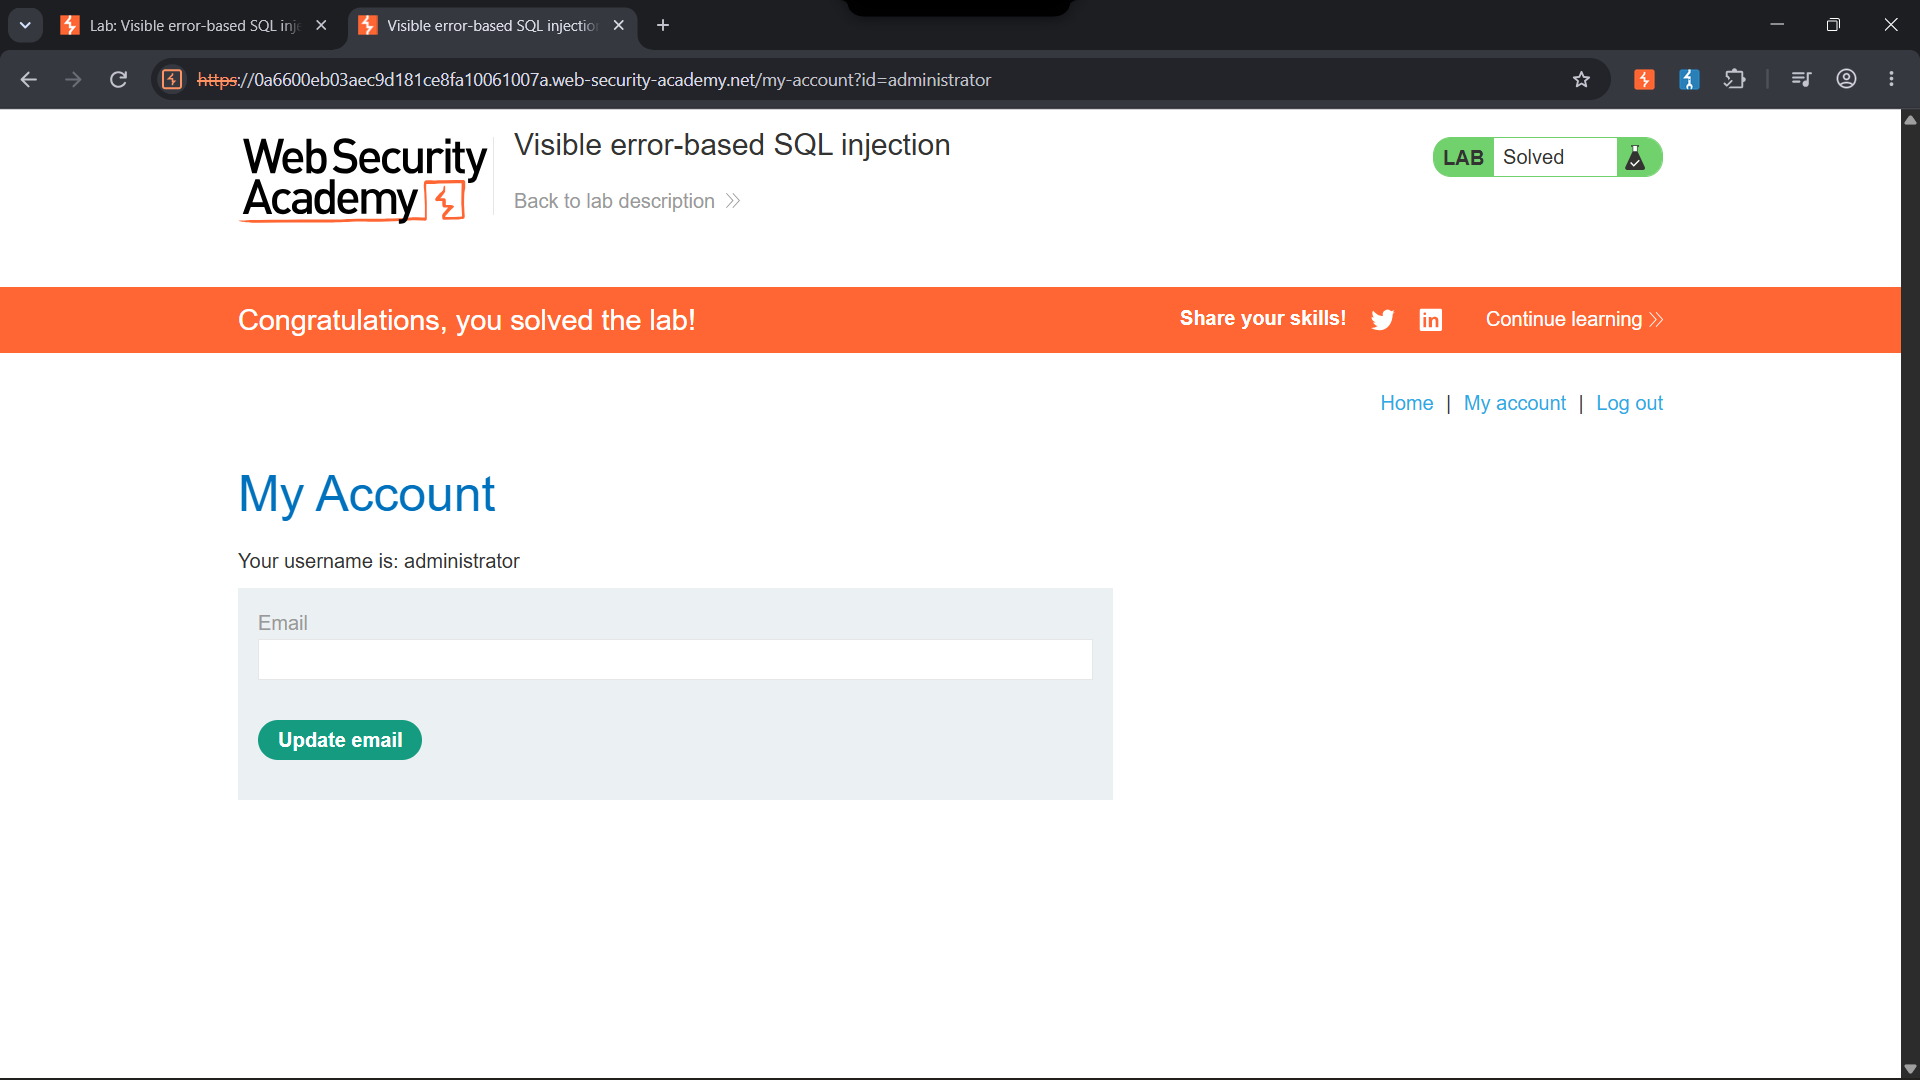 Lab: Visible error-based SQL inje
Visible error-based SQL injectio
https://0a6600eb03aec9d181ce8fa10061007a.web-security-academy.net/my-account?id=administrator
Web Security
Academy
Visible error-based SQL injection
Back to lab description
LAB Solved
Congratulations, you solved the lab!
Share your skills!
Continue learning
Home | My account | Log out
My Account
Your username is: administrator
Email
Update email